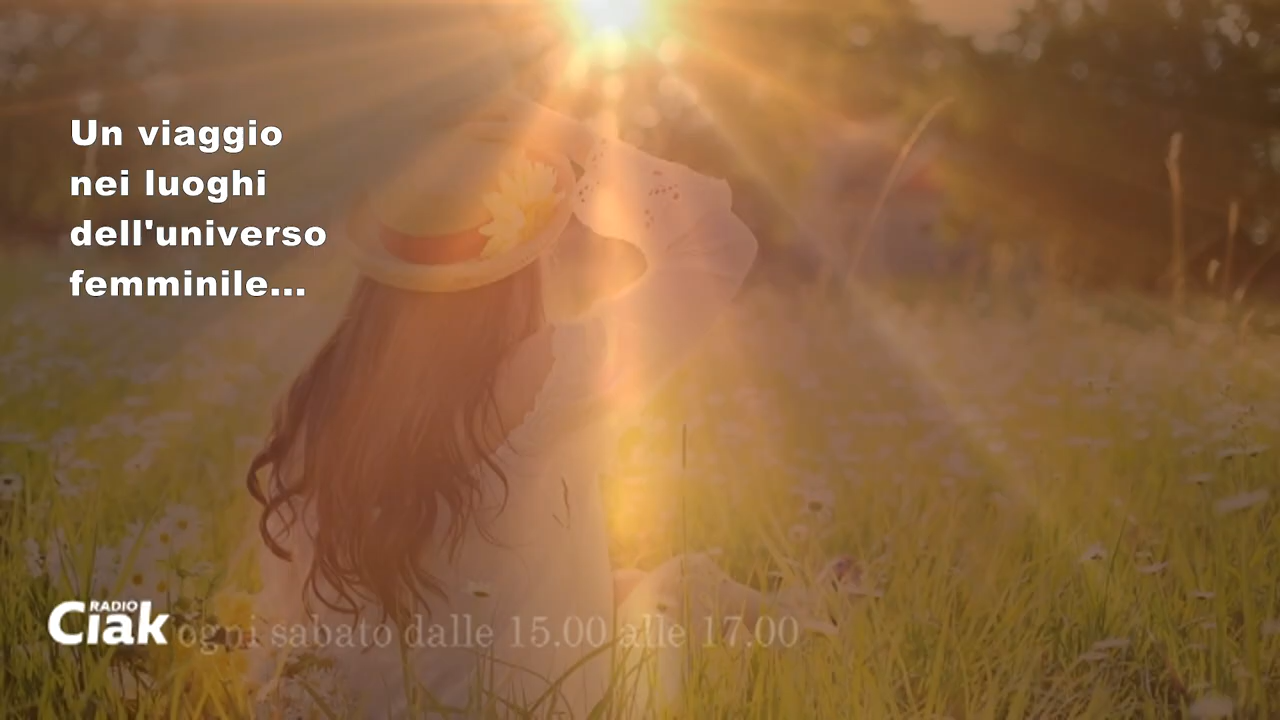 Un viaggio
nei luoghi
dell'universo
femminile...
RADIO
Ciak
ogni sabato dalle 15.00 alle 17.00